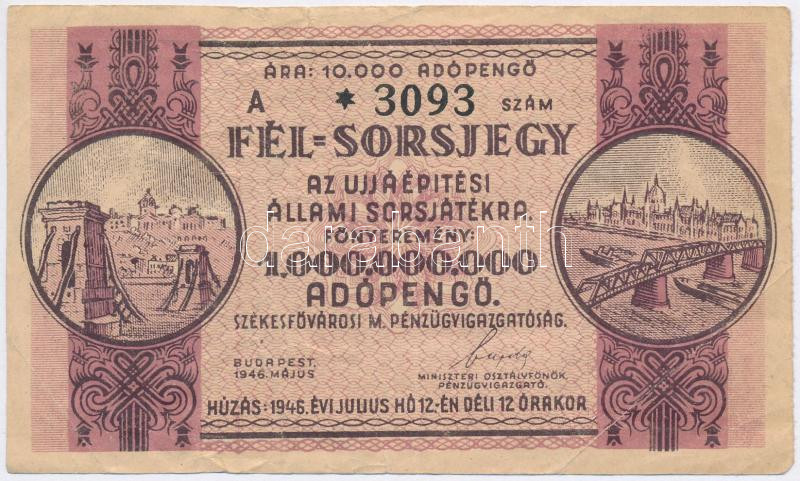 ÁRA: 10.000 ADÓPENGŐ
A * 3093 SZÁM
FÉL=SORSJEGY
AZ UJJÁÉPITÉSI
ÁLLAMI SORSJÁTÉKRA
FŐNYEREMÉNY:
1.000.000.000
ADÓPENGŐ.
SZÉKESFŐVÁROSI M. PÉNZÜGYIGAZGATÓSÁG.
BUDAPEST,
1946. MÁJUS
MINISZTERI OSZTÁLYFŐNÖK,
PÉNZÜGYIGAZGATÓ.
HÚZÁS: 1946. ÉVI JULIUS HÓ 12.-ÉN DÉLI 12 ÓRAKOR
darabanth